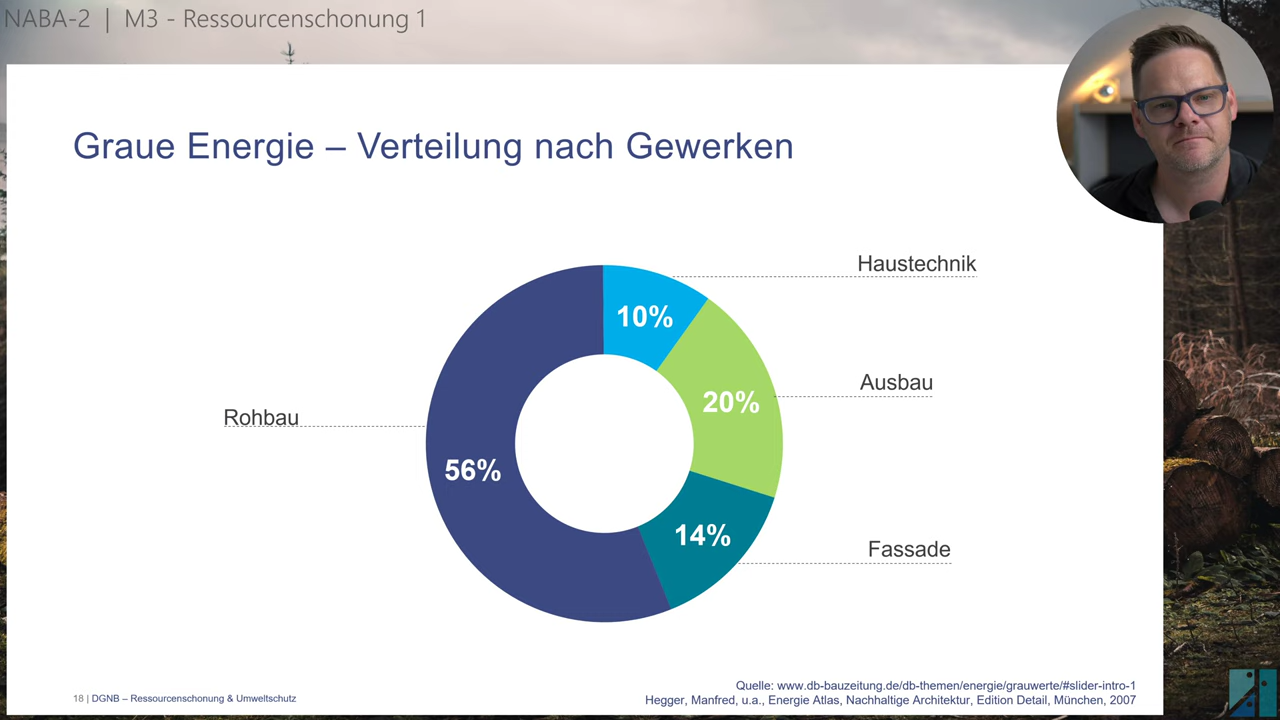 NABA-2 | M3 - Ressourcenschonung 1
Graue Energie – Verteilung nach Gewerken
Haustechnik
10%
Ausbau
20%
Rohbau
56%
14%
Fassade
18 | DGNB – Ressourcenschonung & Umweltschutz
Quelle: www.db-bauzeitung.de/db-themen/energie/grauwerte/#slider-intro-1
Hegger, Manfred, u.a., Energie Atlas, Nachhaltige Architektur, Edition Detail, München, 2007